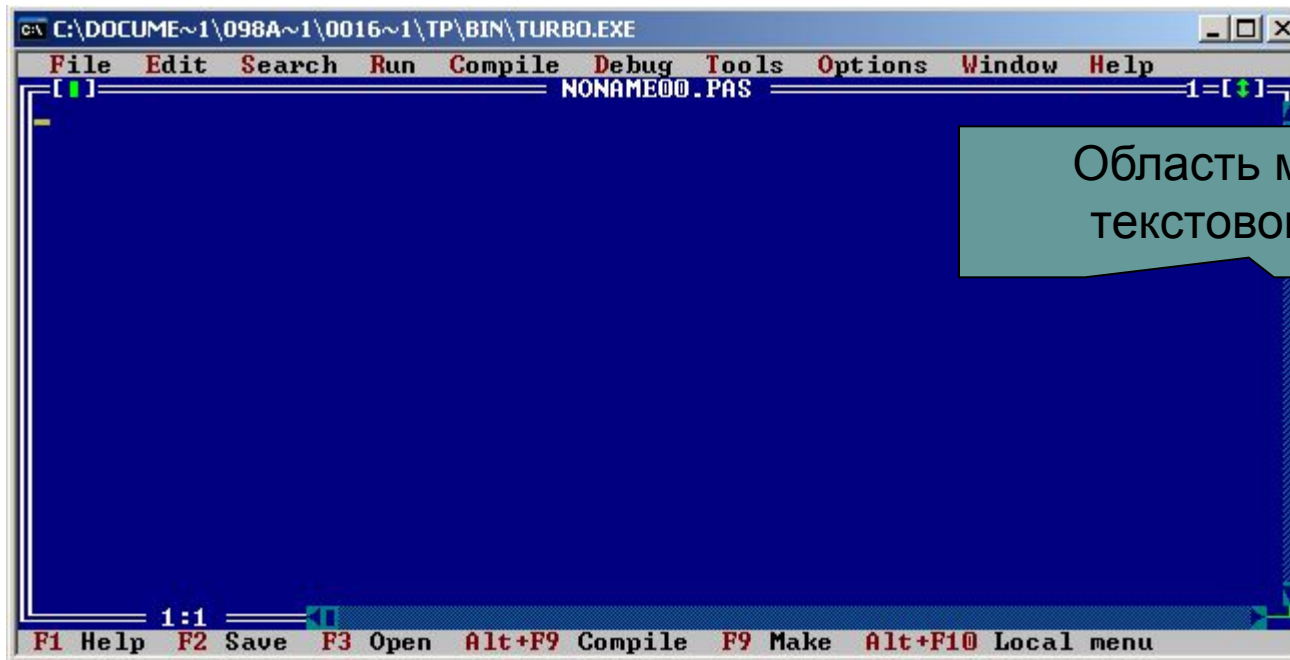 C:\DOCUME~1\098A~1\0016~1\TP\BIN\TURBO.EXE
File Edit Search Run Compile Debug Tools Options Window Help
NONAME00.PAS 1
Область
1:1
F1 Help F2 Save F3 Open Alt+F9 Compile F9 Make Alt+F10 Local menu